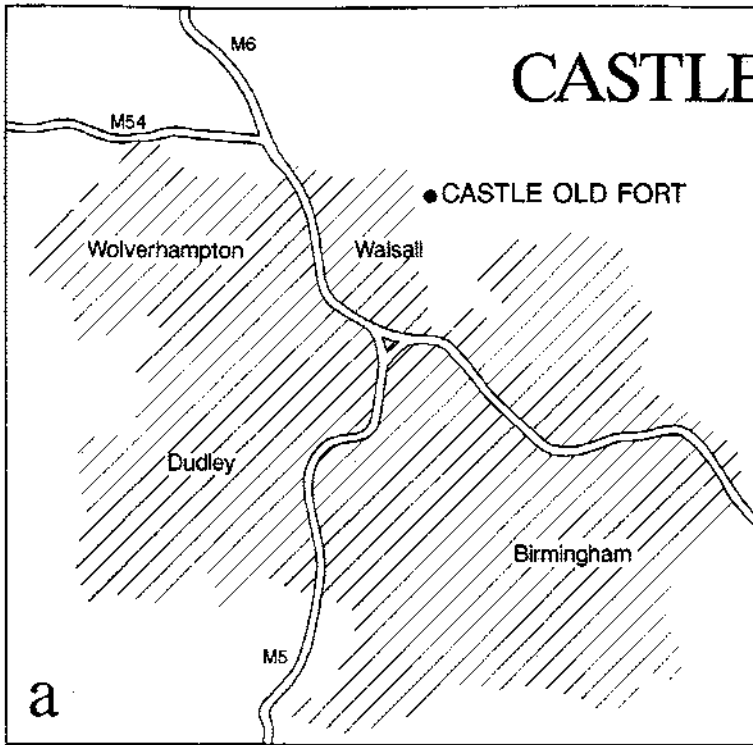 M6
CASTLE
M54
CASTLE OLD FORT
Wolverhampton
Walsall
Dudley
Birmingham
M5
a